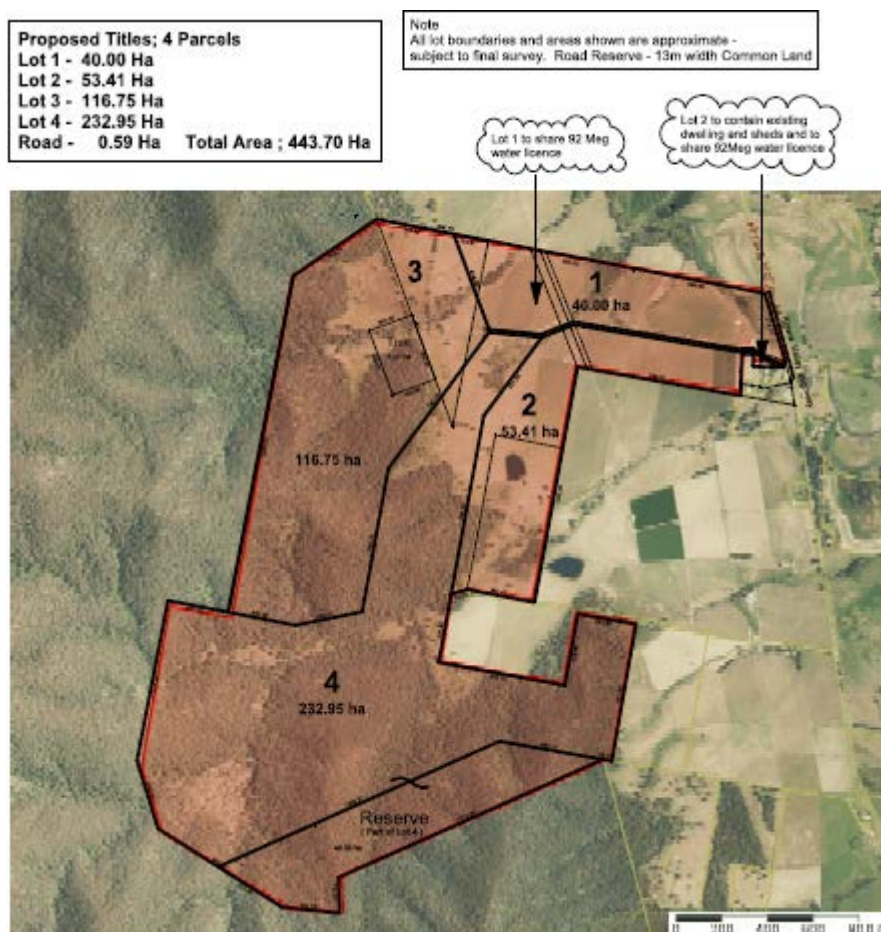 Proposed Titles; 4 Parcels
Lot 1 - 40.00 Ha
Lot 2 - 53.41 Ha
Lot 3 - 116.75 Ha
Lot 4 - 232.95 Ha
Road - 0.59 Ha Total Area ; 443.70 Ha
Note
All lot boundaries and areas shown are approximate -
subject to final survey. Road Reserve - 13m width Common Land
Lot 1 to share 92 Meg
water licence
Lot 2 to contain existing
dwelling and sheds and to
share 92Meg water licence
3
1
40.00 ha
2
53.41 ha
116.75 ha
4
232.95 ha
Reserve
( Part of Lot 4 )